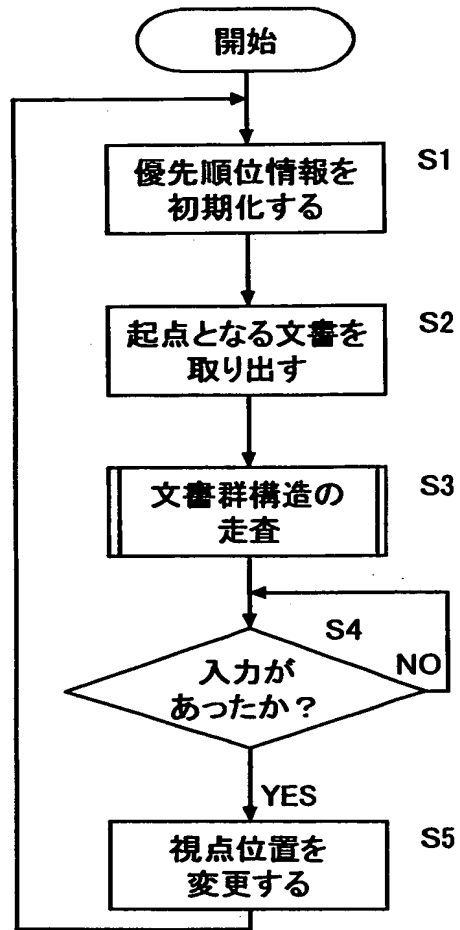 開始
優先順位情報を
初期化する
S1
起点となる文書を
取り出す
S2
文書群構造の
走査
S3
S4
入力が
あったか？
NO
YES
視点位置を
変更する
S5